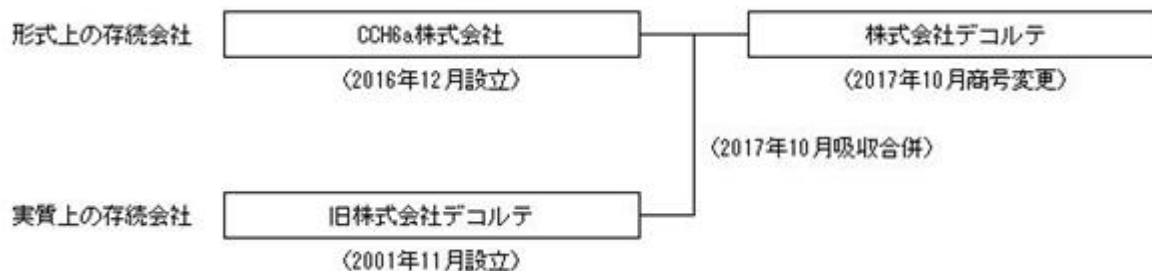 形式上の存続会社 CCH6a株式会社 株式会社デコルテ
(2016年12月設立) (2017年10月商号変更)
(2017年10月吸収合併)
実質上の存続会社 旧株式会社デコルテ
(2001年11月設立)